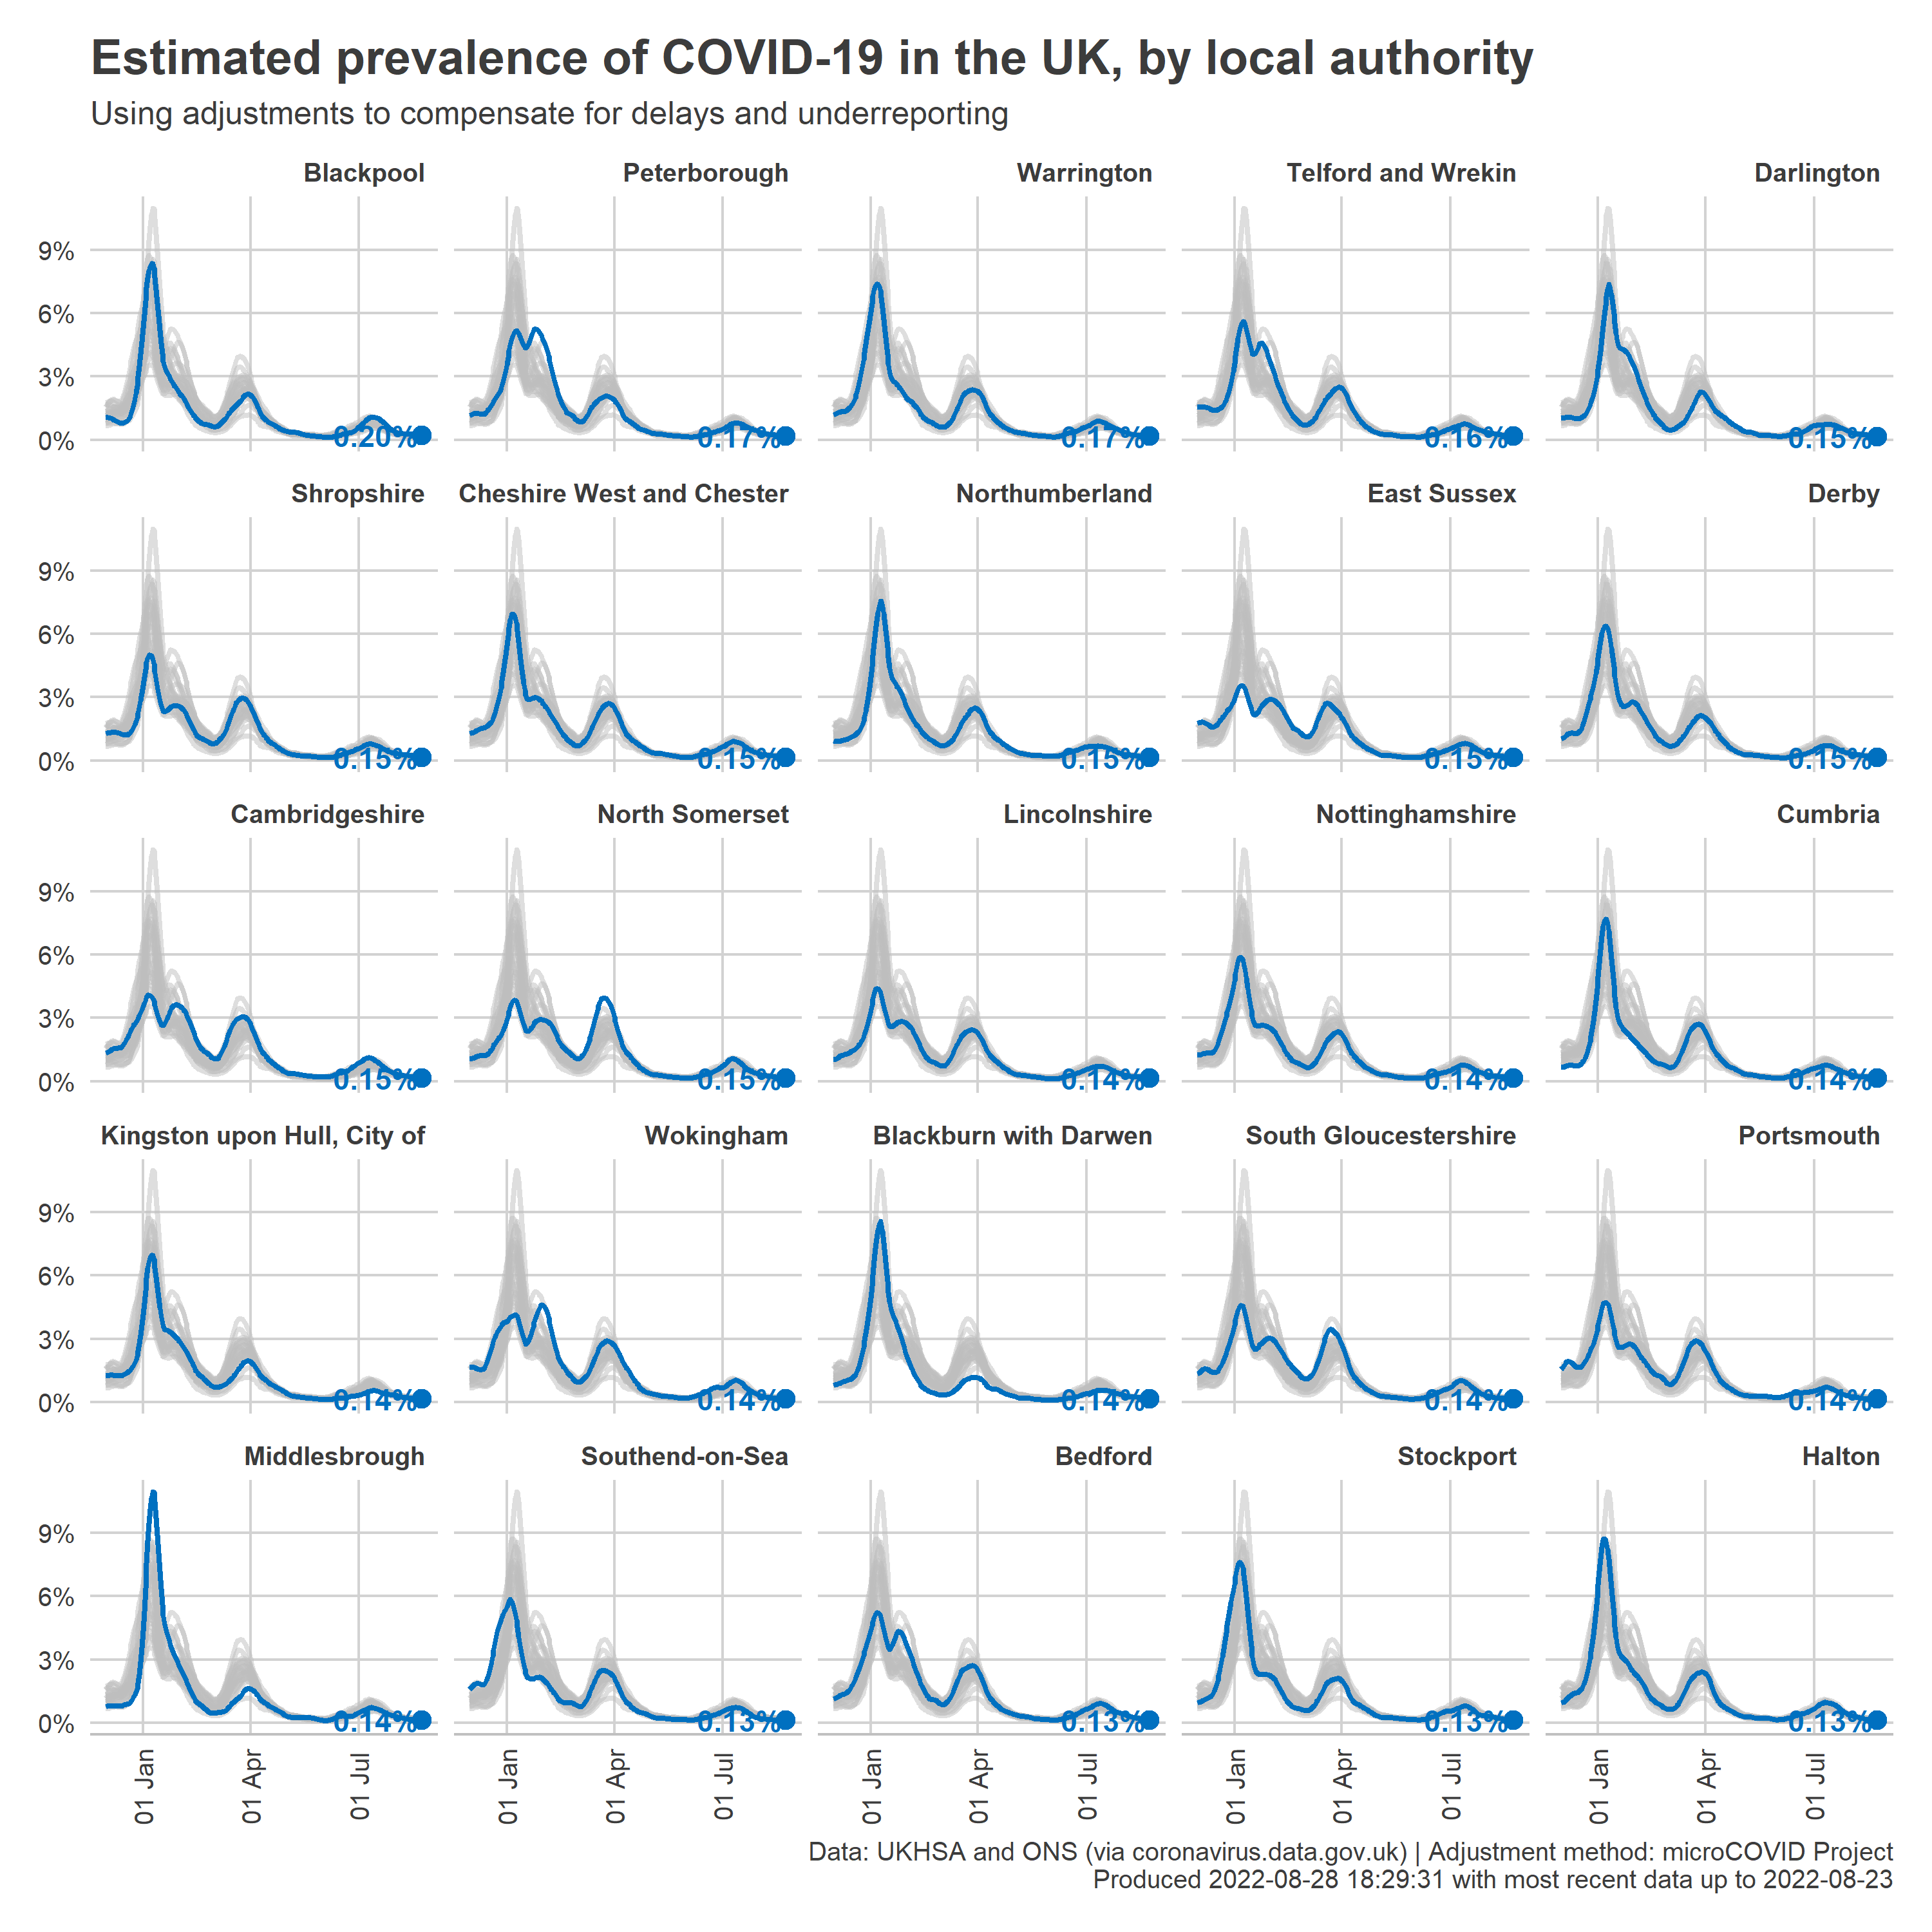 Estimated prevalence of COVID-19 in the UK, by local authority
Using adjustments to compensate for delays and underreporting
Blackpool
Peterborough
Warrington
Telford and Wrekin
Darlington
9%
6%
3%
0%
0.20%
0.17%
0.17%
0.16%
0.15%
Shropshire
Cheshire West and Chester
Northumberland
East Sussex
Derby
9%
6%
3%
0%
0.15%
0.15%
0.15%
0.15%
0.15%
Cambridgeshire
North Somerset
Lincolnshire
Nottinghamshire
Cumbria
9%
6%
3%
0%
0.15%
0.15%
0.14%
0.14%
0.14%
Kingston upon Hull, City of
Wokingham
Blackburn with Darwen
South Gloucestershire
Portsmouth
9%
6%
3%
0%
0.14%
0.14%
0.14%
0.14%
0.14%
Middlesbrough
Southend-on-Sea
Bedford
Stockport
Halton
9%
6%
3%
0%
0.14%
0.13%
0.13%
0.13%
0.13%
01 Jan
01 Apr
01 Jul
01 Jan
01 Apr
01 Jul
01 Jan
01 Apr
01 Jul
01 Jan
01 Apr
01 Jul
01 Jan
01 Apr
01 Jul
Data: UKHSA and ONS (via coronavirus.data.gov.uk) | Adjustment method: microCOVID Project
Produced 2022-08-28 18:29:31 with most recent data up to 2022-08-23